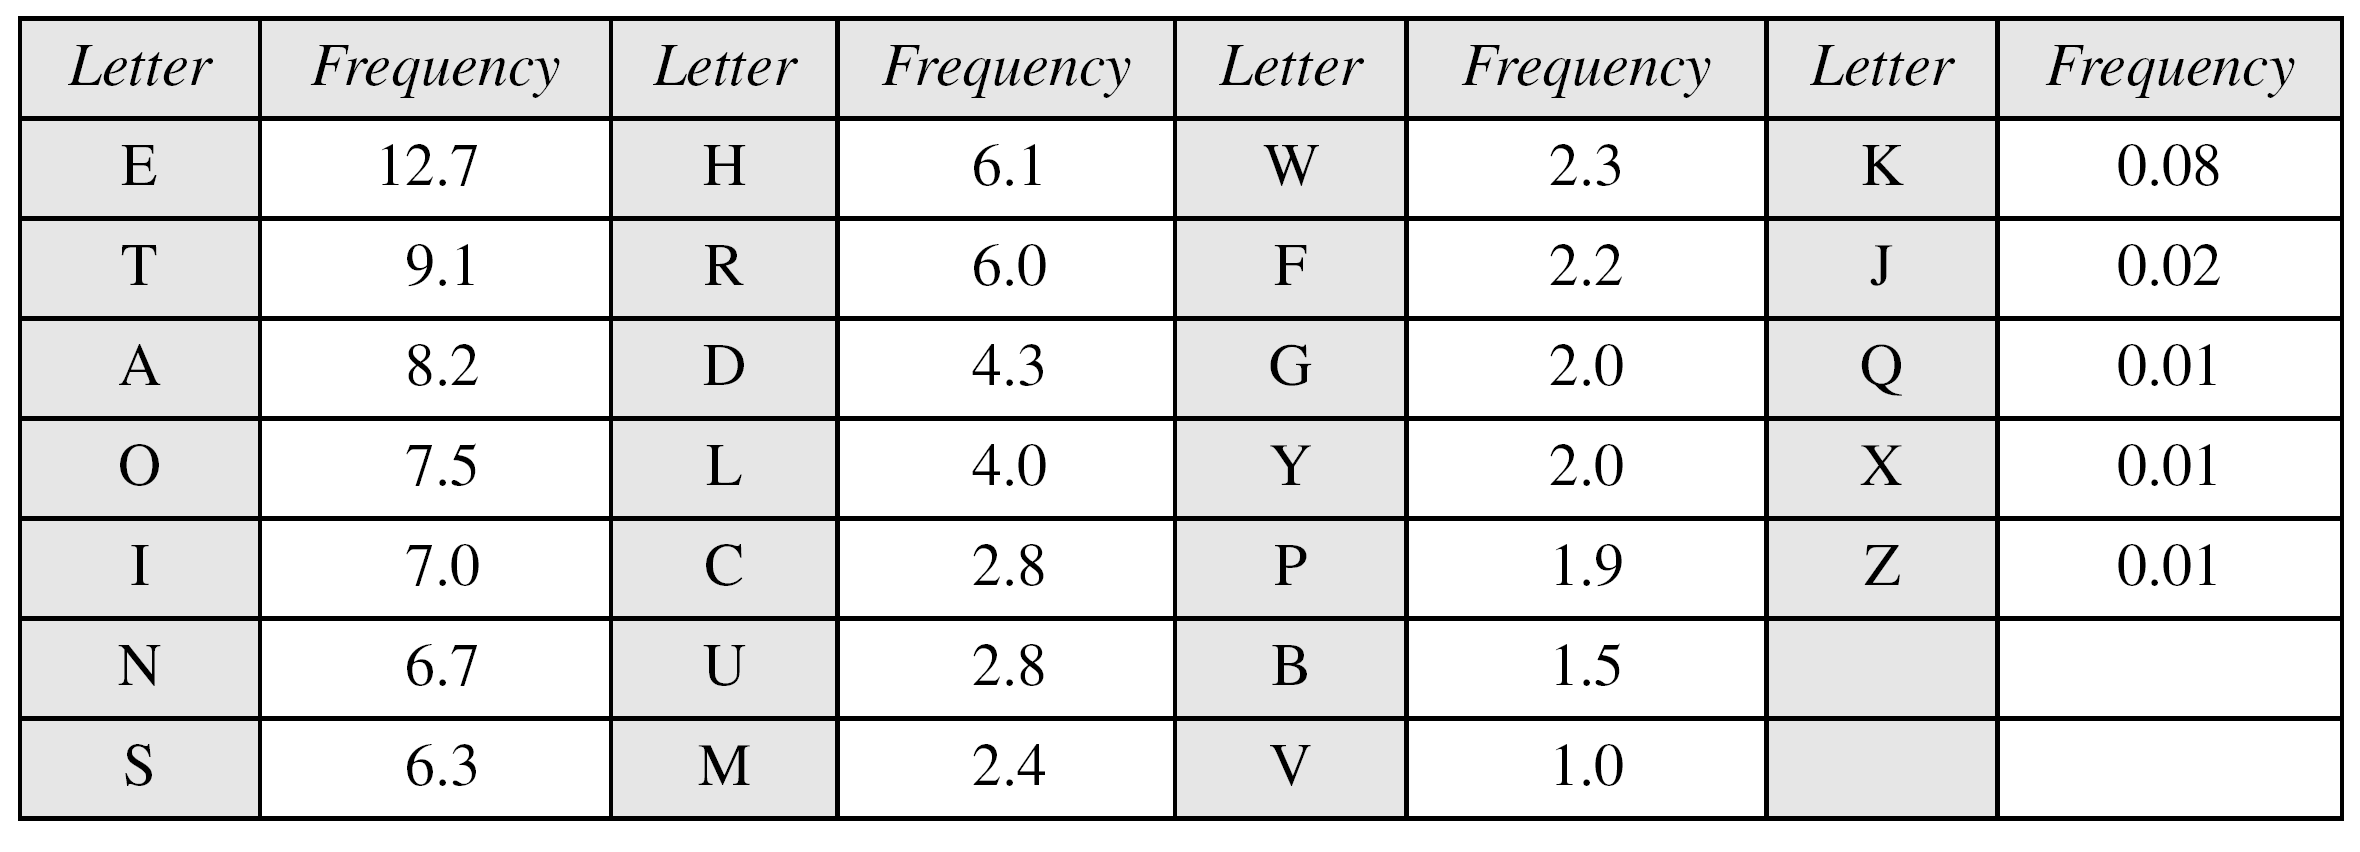 Letter Frequency Letter Frequency Letter Frequency Letter Frequency
E 12.7 H 6.1 W 2.3 K 0.08
T 9.1 R 6.0 F 2.2 J 0.02
A 8.2 D 4.3 G 2.0 Q 0.01
O 7.5 L 4.0 Y 2.0 X 0.01
I 7.0 C 2.8 P 1.9 Z 0.01
N 6.7 U 2.8 B 1.5
S 6.3 M 2.4 V 1.0